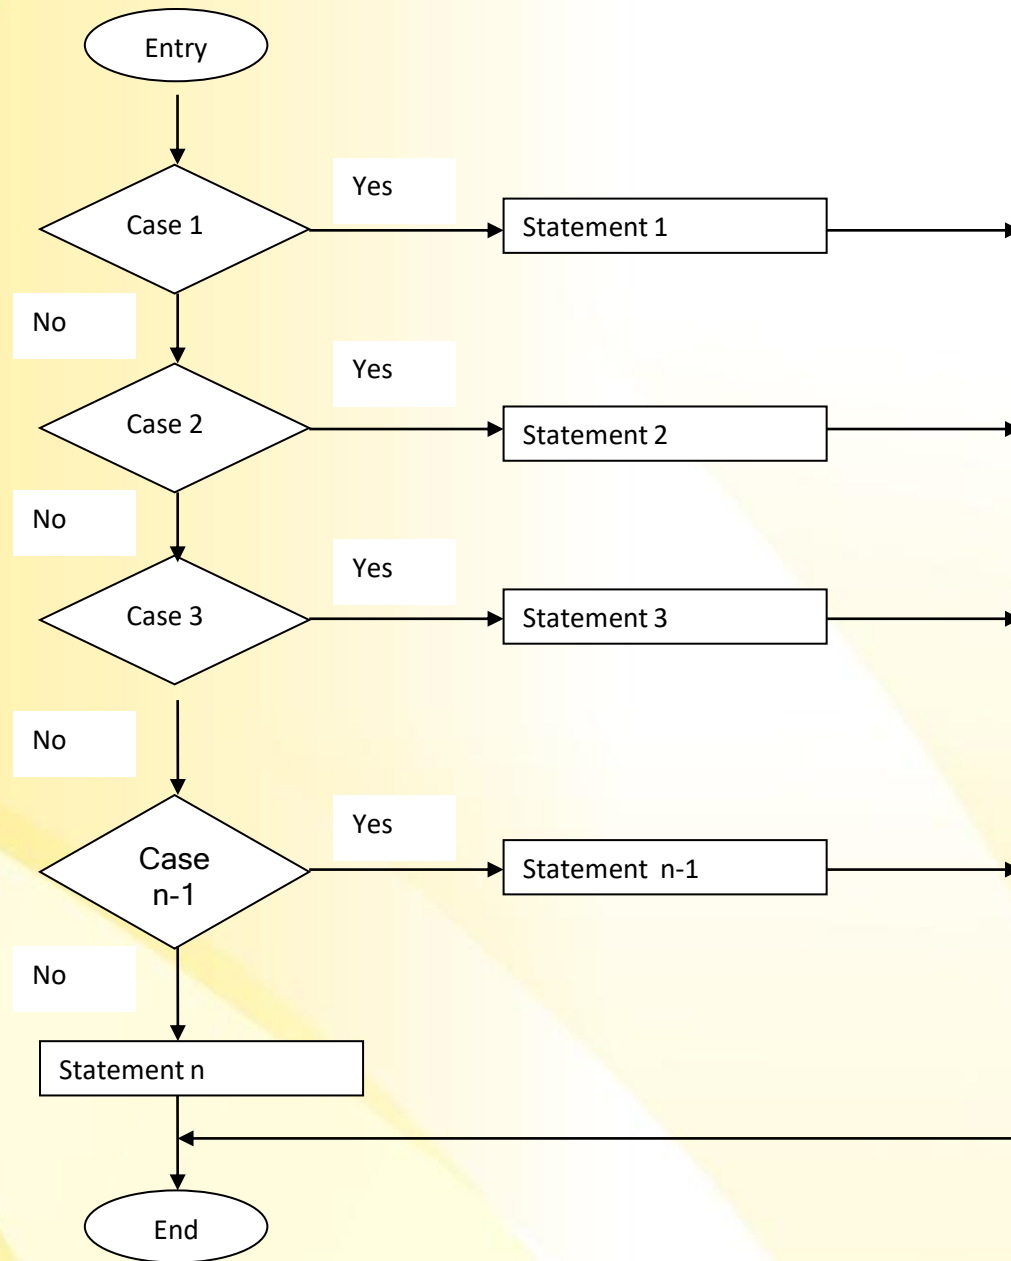 Entry
Yes
Case 1
Statement 1
No
Yes
Case 2
Statement 2
No
Yes
Case 3
Statement 3
No
Yes
Case
n-1
Statement n-1
No
Statement n
End